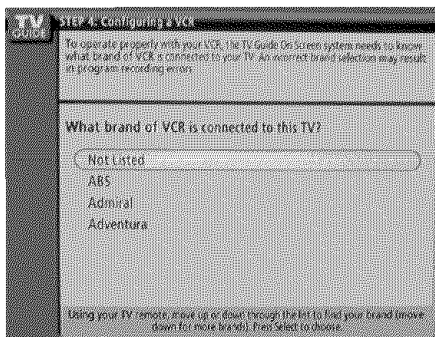 TV
GUIDE
STEP 4. Configuring a VCR
To operate properly with your VCR, the TV Guide On Screen system needs to know
what brand of VCR is connected to your TV. An incorrect brand selection may result
in program recording errors.
What brand of VCR is connected to this TV?
Not Listed
ABS
Admiral
Adventura
Using your TV remote, move up or down through the list to find your brand (move
down for more brands). Press Select to choose.